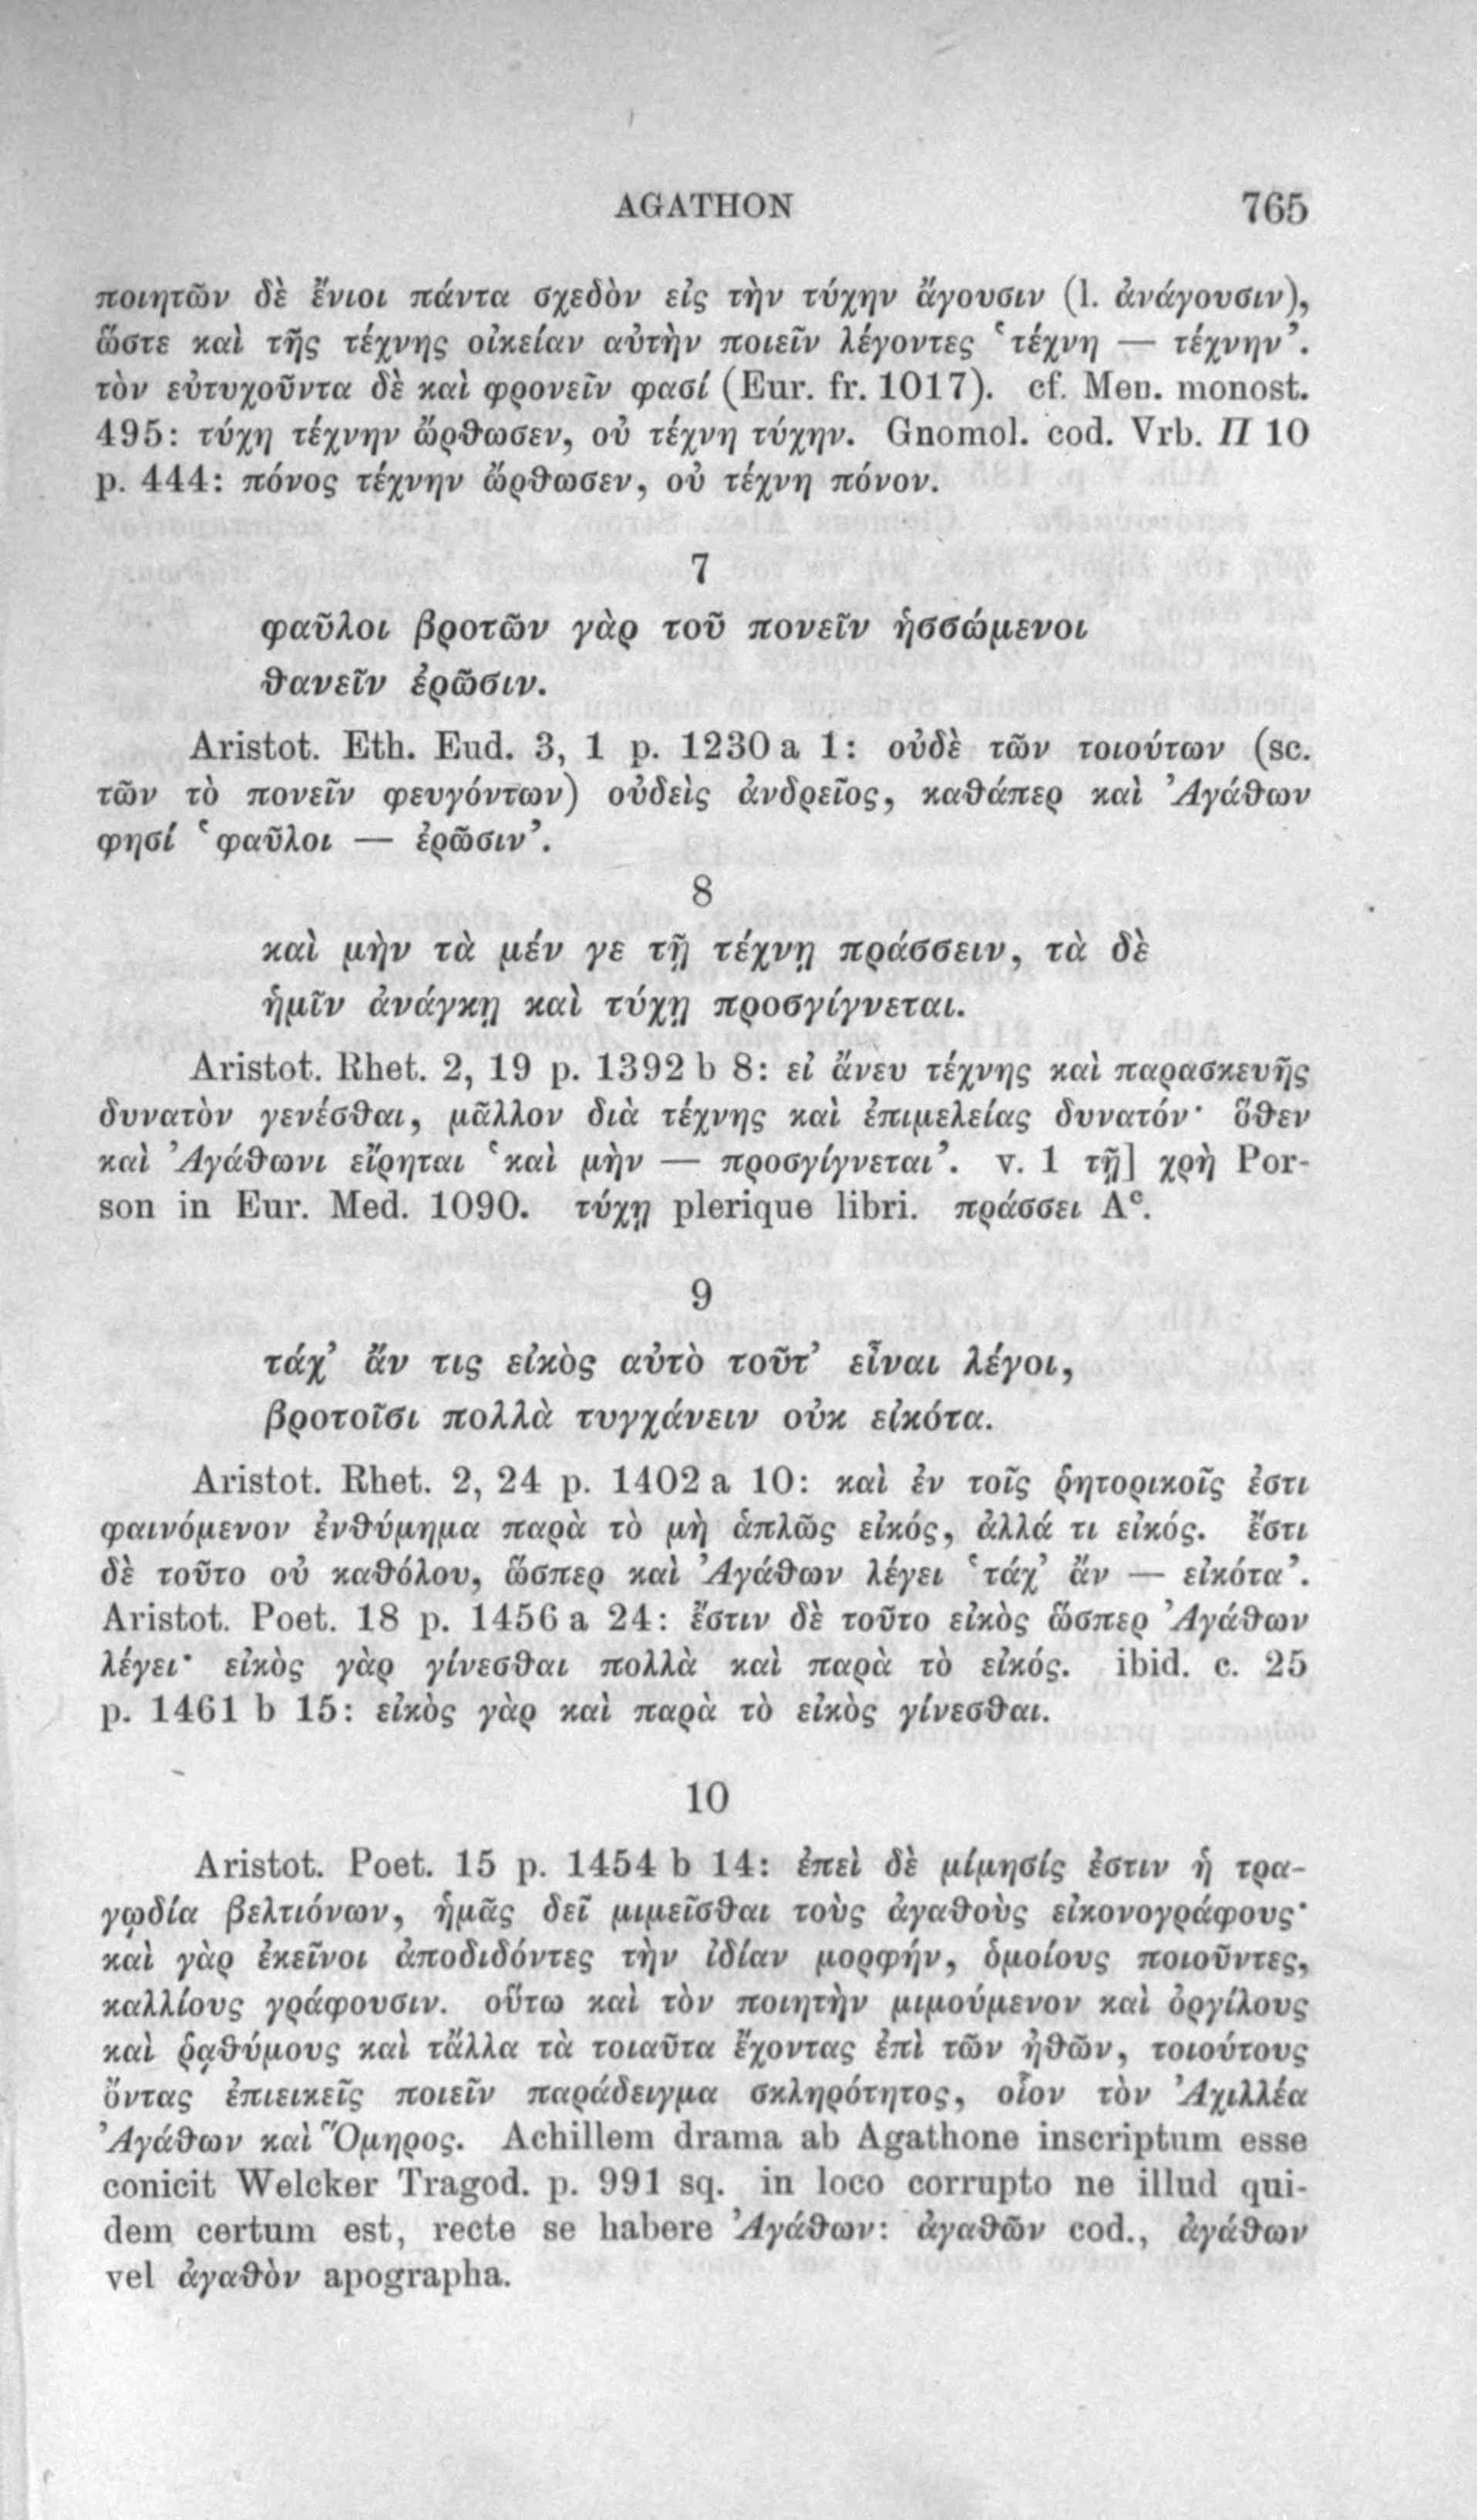 AGATHON 765
ποιητῶν δὲ ἔνιοι πάντα σχεδὸν εἰς τὴν τύχην ἄγουσιν (l. ἀνάγουσιν),
ὥστε καὶ τῆς τέχνης οἰκείαν αὐτὴν ποιεῖν λέγοντες ‘τέχνη — τέχνην’.
τὸν εὐτυχοῦντα δὲ καὶ φρονεῖν φασί (Eur. fr. 1017). cf. Men. monost.
495: τύχη τέχνην ὤρθωσεν, οὐ τέχνη τύχην. Gnomol. cod. Vrb. Π 10
p. 444: πόνος τέχνην ὤρθωσεν, οὐ τέχνη πόνον.
7
φαῦλοι βροτῶν γὰρ τοῦ πονεῖν ἡσσώμενοι
θανεῖν ἐρῶσιν.
Aristot. Eth. Eud. 3, 1 p. 1230 a 1: οὐδὲ τῶν τοιούτων (sc.
τῶν τὸ πονεῖν φευγόντων) οὐδεὶς ἀνδρεῖος, καθάπερ καὶ Ἀγάθων
φησί ‘φαῦλοι — ἐρῶσιν’.
8
καὶ μὴν τὰ μέν γε τῇ τέχνῃ πράσσειν, τὰ δὲ
ἡμῖν ἀνάγκῃ καὶ τύχῃ προσγίγνεται.
Aristot. Rhet. 2, 19 p. 1392 b 8: εἰ ἄνευ τέχνης καὶ παρασκευῆς
δυνατὸν γενέσθαι, μᾶλλον διὰ τέχνης καὶ ἐπιμελείας δυνατόν· ὅθεν
καὶ Ἀγάθωνι εἴρηται ‘καὶ μὴν — προσγίγνεται’. v. 1 τῇ] χρὴ Por-
son in Eur. Med. 1090. τύχῃ plerique libri. πράσσει Aᶜ.
9
τάχ’ ἄν τις εἰκὸς αὐτὸ τοῦτ’ εἶναι λέγοι,
βροτοῖσι πολλὰ τυγχάνειν οὐκ εἰκότα.
Aristot. Rhet. 2, 24 p. 1402 a 10: καὶ ἐν τοῖς ῥητορικοῖς ἐστι
φαινόμενον ἐνθύμημα παρὰ τὸ μὴ ἁπλῶς εἰκός, ἀλλά τι εἰκός. ἔστι
δὲ τοῦτο οὐ καθόλου, ὥσπερ καὶ Ἀγάθων λέγει ‘τάχ’ ἄν — εἰκότα’.
Aristot. Poet. 18 p. 1456 a 24: ἔστιν δὲ τοῦτο εἰκὸς ὥσπερ Ἀγάθων
λέγει· εἰκὸς γὰρ γίνεσθαι πολλὰ καὶ παρὰ τὸ εἰκός. ibid. c. 25
p. 1461 b 15: εἰκὸς γὰρ καὶ παρὰ τὸ εἰκὸς γίνεσθαι.
10
Aristot. Poet. 15 p. 1454 b 14: ἐπεὶ δὲ μίμησίς ἐστιν ἡ τρα-
γῳδία βελτιόνων, ἡμᾶς δεῖ μιμεῖσθαι τοὺς ἀγαθοὺς εἰκονογράφους·
καὶ γὰρ ἐκεῖνοι ἀποδιδόντες τὴν ἰδίαν μορφήν, ὁμοίους ποιοῦντες,
καλλίους γράφουσιν. οὕτω καὶ τὸν ποιητὴν μιμούμενον καὶ ὀργίλους
καὶ ῥᾳθύμους καὶ τἄλλα τὰ τοιαῦτα ἔχοντας ἐπὶ τῶν ἠθῶν, τοιούτους
ὄντας ἐπιεικεῖς ποιεῖν παράδειγμα σκληρότητος, οἷον τὸν Ἀχιλλέα
Ἀγάθων καὶ Ὅμηρος. Achillem drama ab Agathone inscriptum esse
conicit Welcker Tragod. p. 991 sq. in loco corrupto ne illud qui-
dem certum est, recte se habere Ἀγάθων: ἀγαθῶν cod., ἀγάθων
vel ἀγαθὸν apographa.